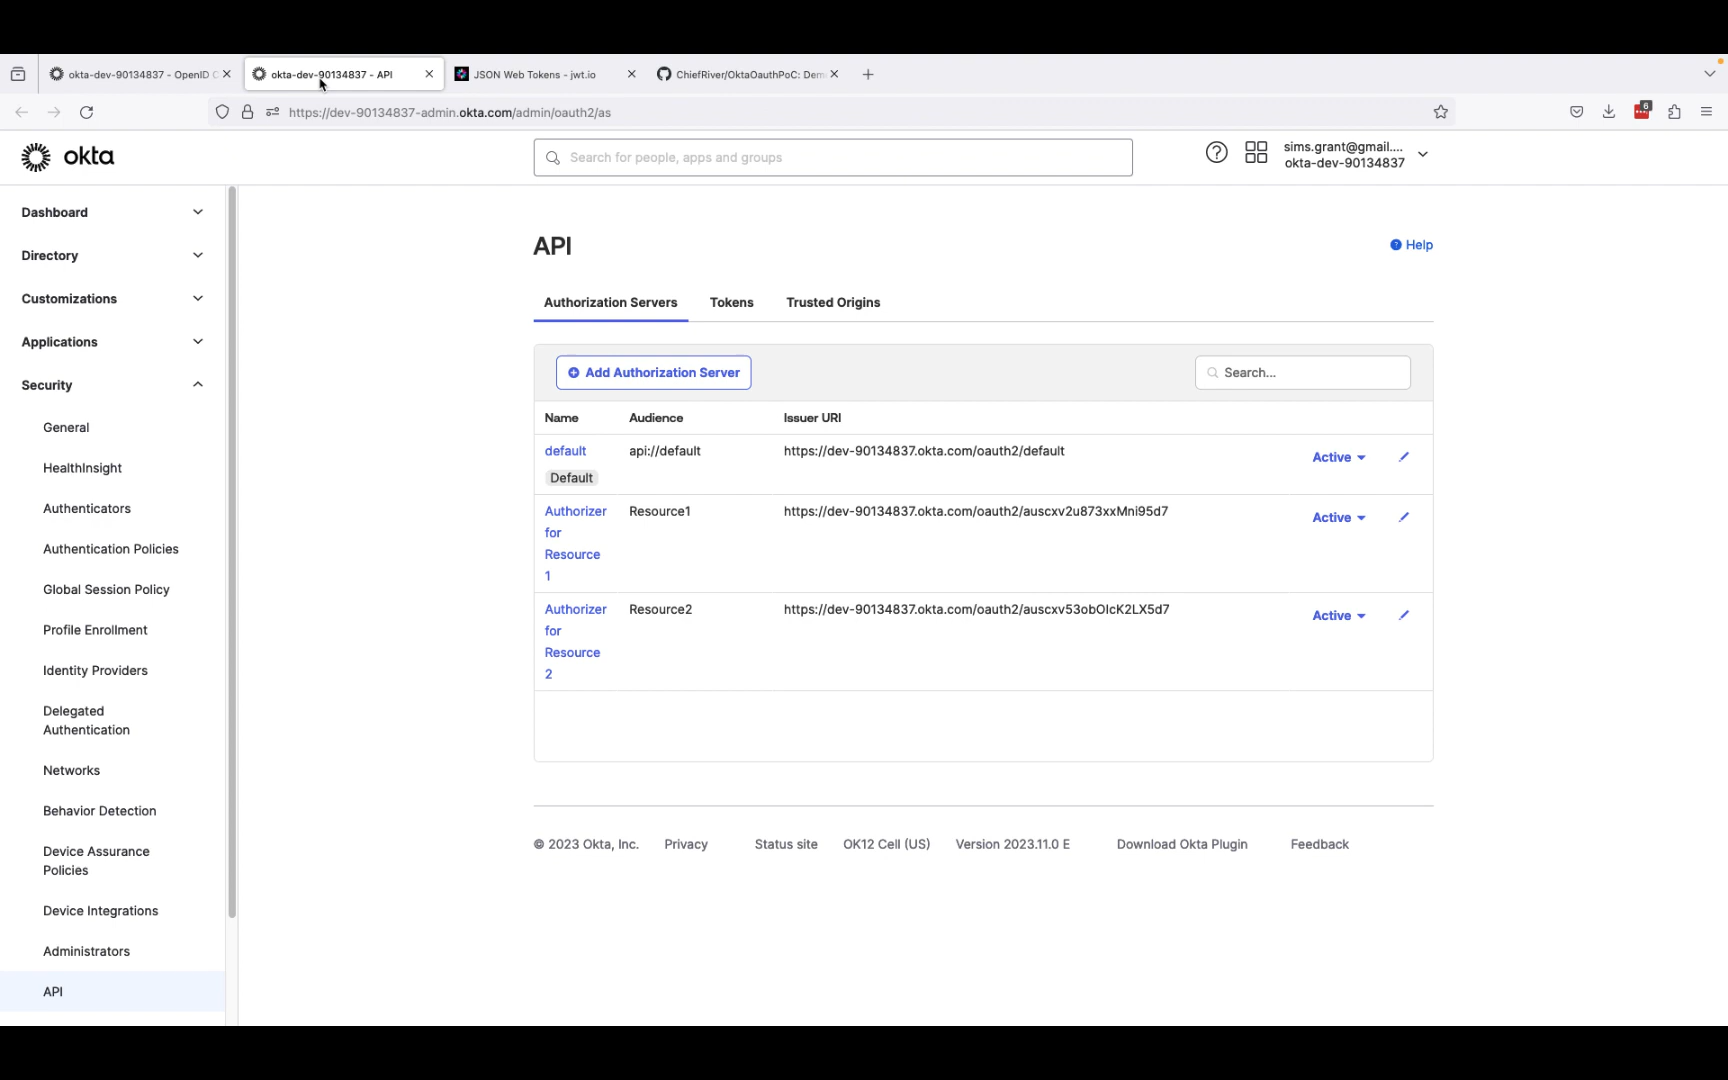 okta-dev-90134837 - OpenID C
okta-dev-90134837 - API
JSON Web Tokens - jwt.io
ChiefRiver/OktaOauthPoC: Dem
https://dev-90134837-admin.okta.com/admin/oauth2/as
6
okta
Search for people, apps and groups
sims.grant@gmail....
okta-dev-90134837
Dashboard
Directory
Customizations
Applications
Security
General
HealthInsight
Authenticators
Authentication Policies
Global Session Policy
Profile Enrollment
Identity Providers
Delegated
Authentication
Networks
Behavior Detection
Device Assurance
Policies
Device Integrations
Administrators
API
API
Help
Authorization Servers
Tokens
Trusted Origins
Add Authorization Server
Search...
Name
Audience
Issuer URI
default
Default
api://default
https://dev-90134837.okta.com/oauth2/default
Active
Authorizer
for
Resource
1
Resource1
https://dev-90134837.okta.com/oauth2/auscxv2u873xxMni95d7
Active
Authorizer
for
Resource
2
Resource2
https://dev-90134837.okta.com/oauth2/auscxv53obOIcK2LX5d7
Active
© 2023 Okta, Inc.
Privacy
Status site
OK12 Cell (US)
Version 2023.11.0 E
Download Okta Plugin
Feedback